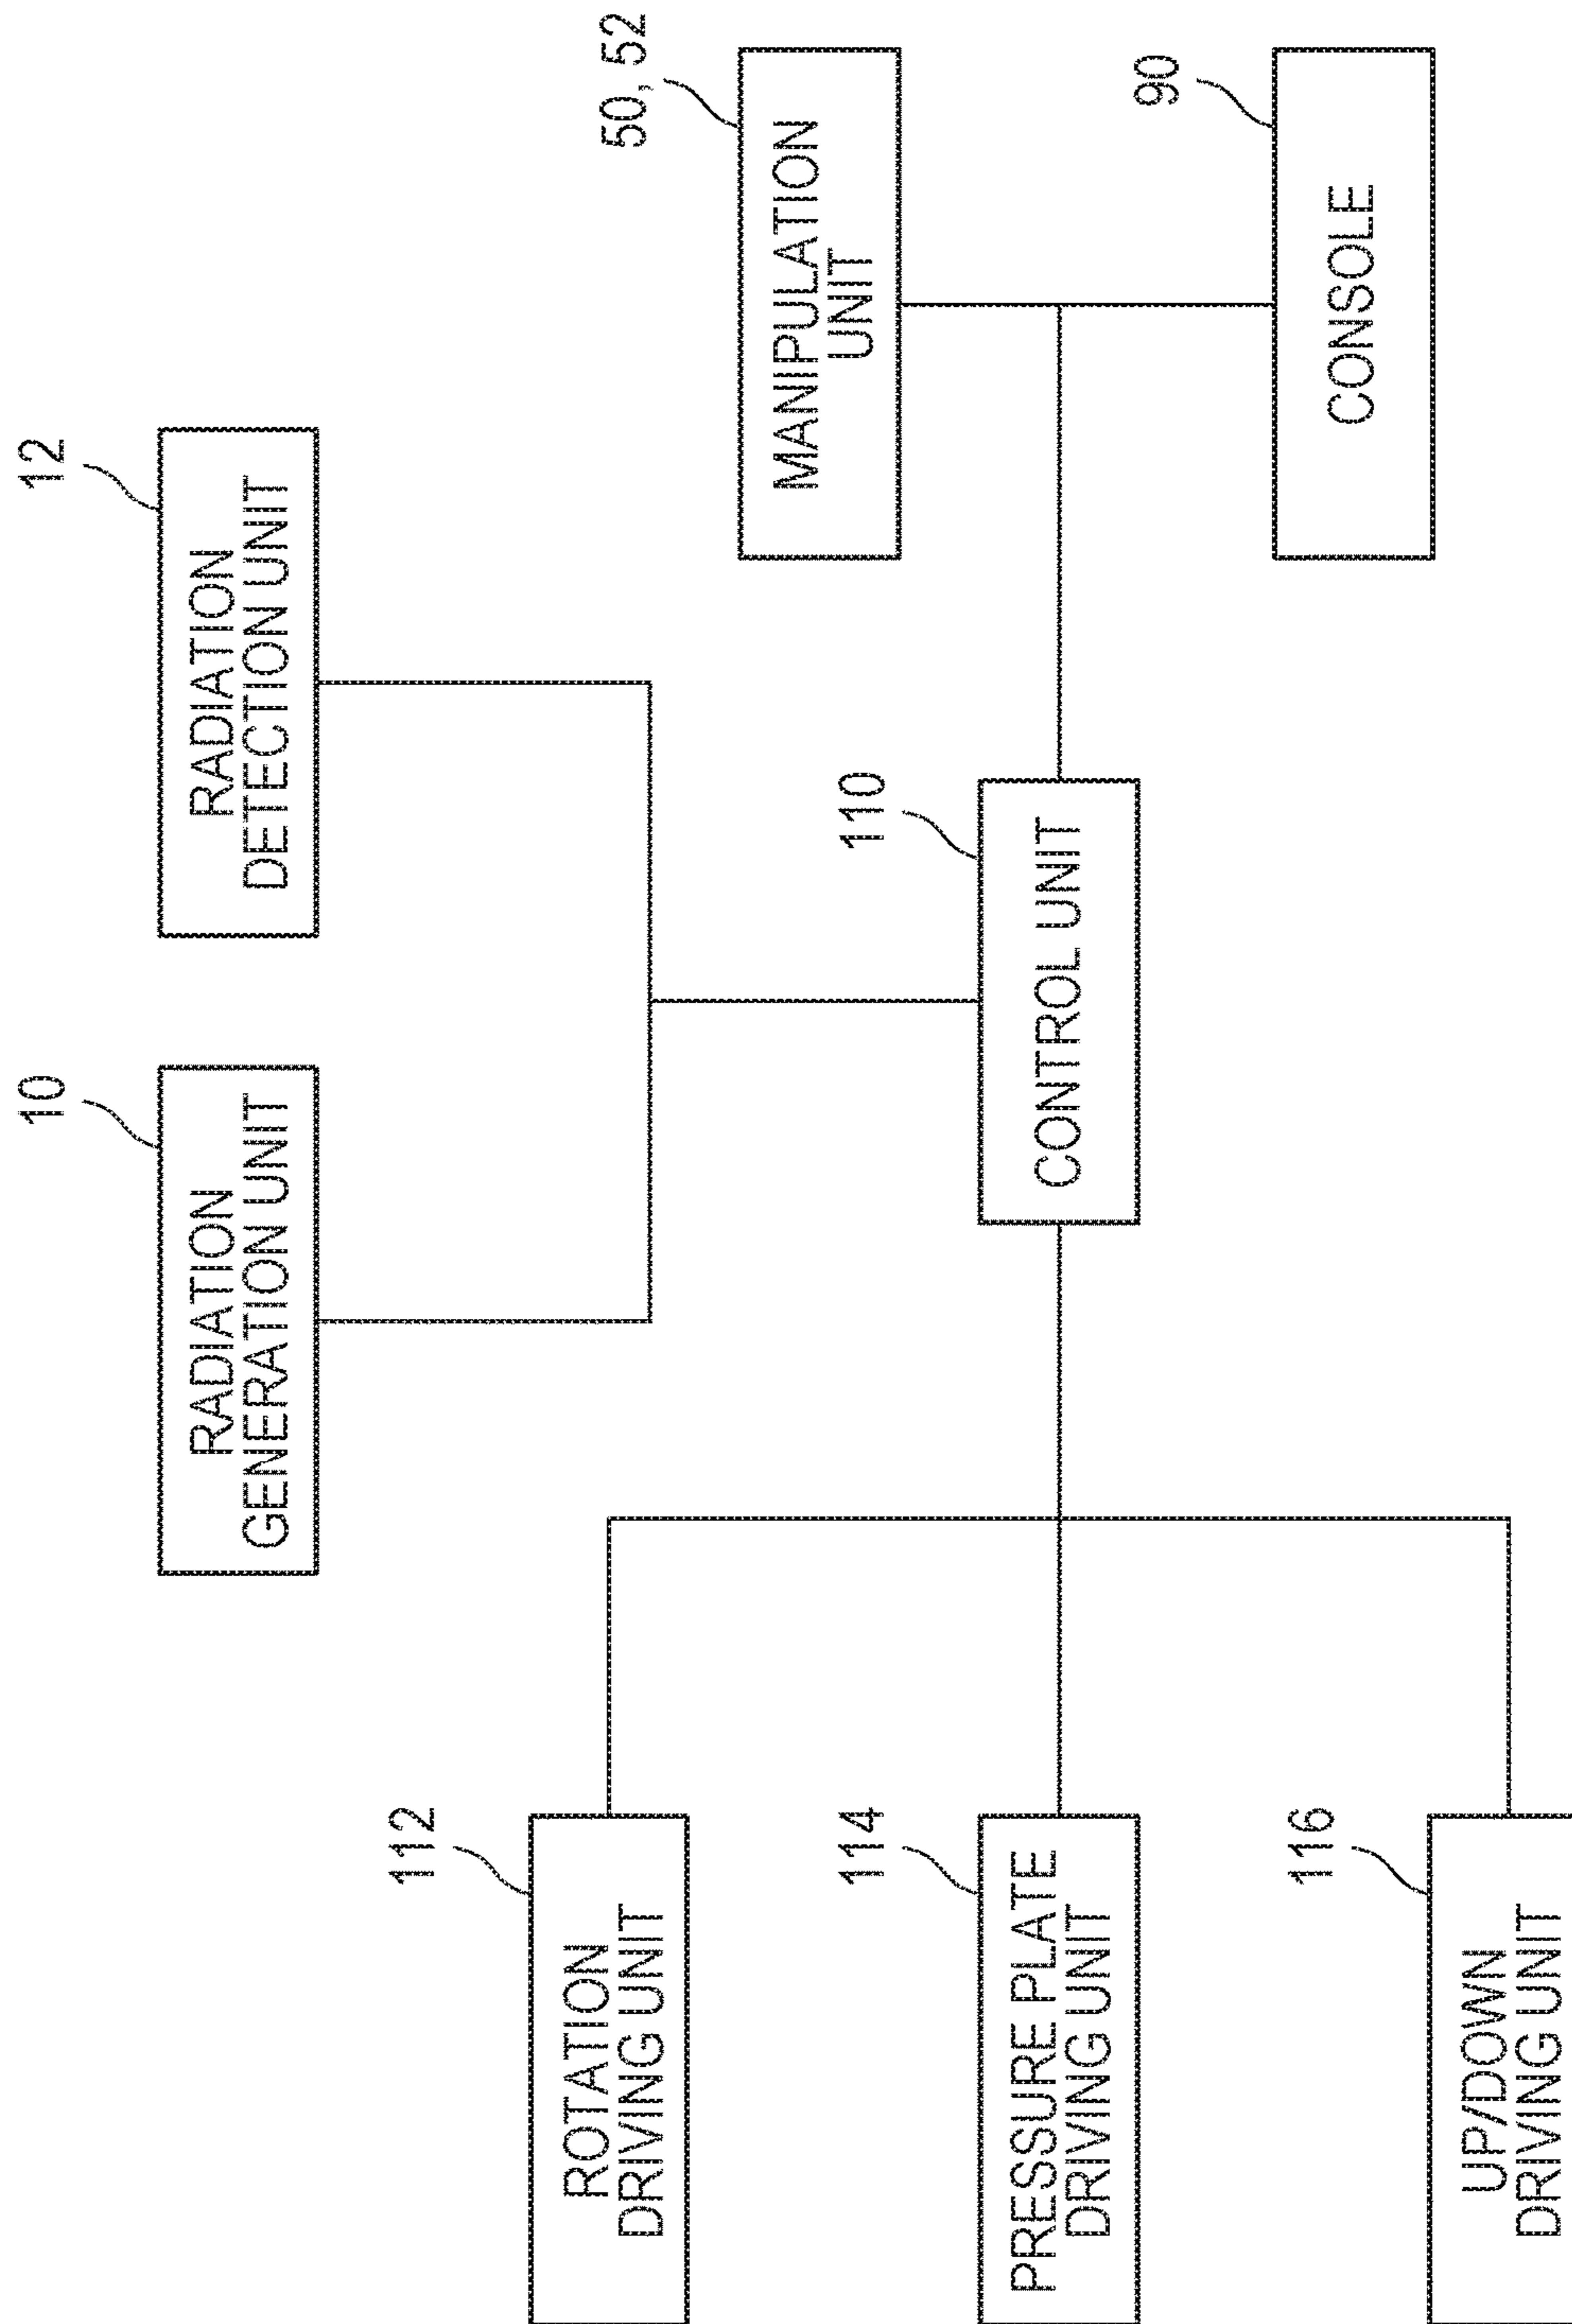 10
RADIATION
GENERATION UNIT
12
RADIATION
DETECTION UNIT
112
ROTATION
DRIVING UNIT
50, 52
MANIPULATION
UNIT
114
PRESSURE PLATE
DRIVING UNIT
110
CONTROL UNIT
116
UP/DOWN
DRIVING UNIT
90
CONSOLE